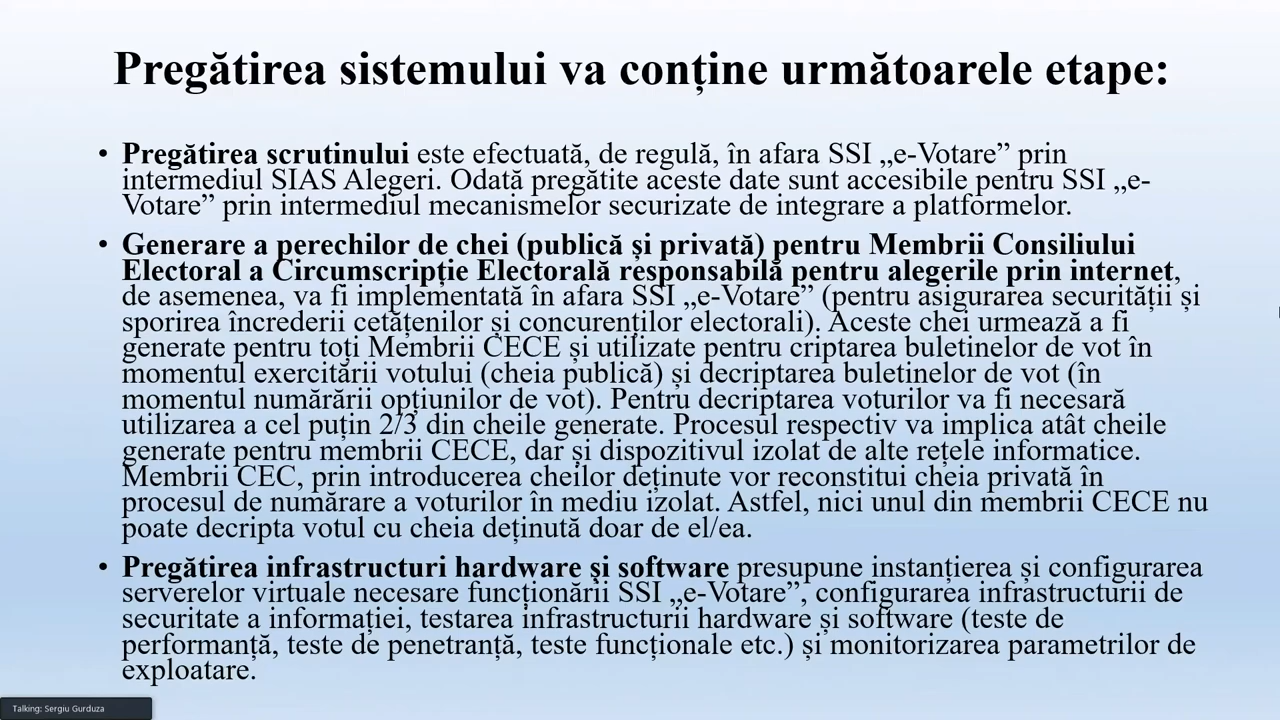 Pregătirea sistemului va conține următoarele etape:
• Pregătirea scrutinului este efectuată, de regulă, în afara SSI „e-Votare” prin
intermediul SIAS Alegeri. Odată pregătite aceste date sunt accesibile pentru SSI „e-
Votare” prin intermediul mecanismelor securizate de integrare a platformelor.
• Generare a perechilor de chei (publică și privată) pentru Membrii Consiliului
Electoral a Circumscripție Electorală responsabilă pentru alegerile prin internet,
de asemenea, va fi implementată în afara SSI „e-Votare” (pentru asigurarea securității și
sporirea încrederii cetățenilor și concurenților electorali). Aceste chei urmează a fi
generate pentru toți Membrii CECE și utilizate pentru criptarea buletinelor de vot în
momentul exercitării votului (cheia publică) și decriptarea buletinelor de vot (în
momentul numărării opțiunilor de vot). Pentru decriptarea voturilor va fi necesară
utilizarea a cel puțin 2/3 din cheile generate. Procesul respectiv va implica atât cheile
generate pentru membrii CECE, dar și dispozitivul izolat de alte rețele informatice.
Membrii CEC, prin introducerea cheilor deținute vor reconstitui cheia privată în
procesul de numărare a voturilor în mediu izolat. Astfel, nici unul din membrii CECE nu
poate decripta votul cu cheia deținută doar de el/ea.
• Pregătirea infrastructuri hardware și software presupune instanțierea și configurarea
serverelor virtuale necesare funcționării SSI „e-Votare”, configurarea infrastructurii de
securitate a informației, testarea infrastructurii hardware și software (teste de
performanță, teste de penetranță, teste funcționale etc.) și monitorizarea parametrilor de
exploatare.
Talking: Sergiu Gurduza